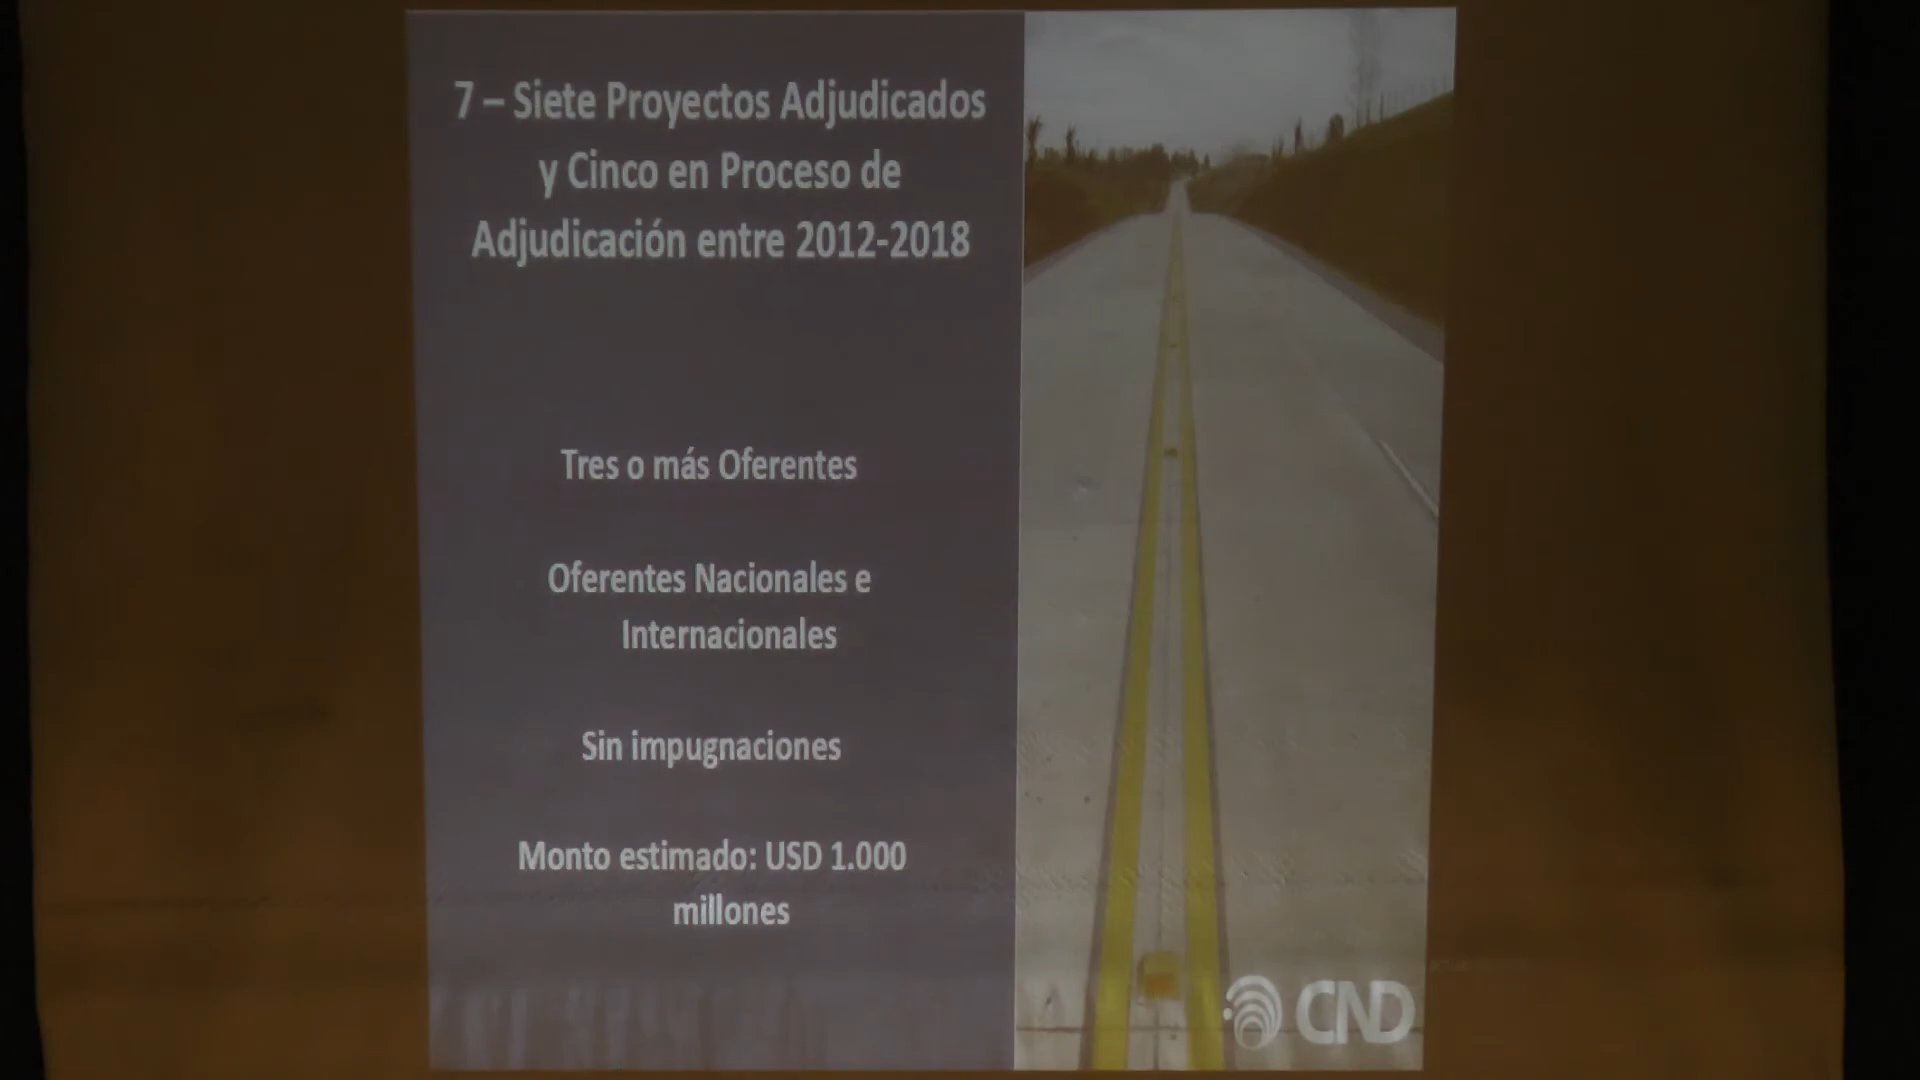 7 – Siete Proyectos Adjudicados
y Cinco en Proceso de
Adjudicación entre 2012-2018
Tres o más Oferentes
Oferentes Nacionales e
Internacionales
Sin impugnaciones
Monto estimado: USD 1.000
millones
CND